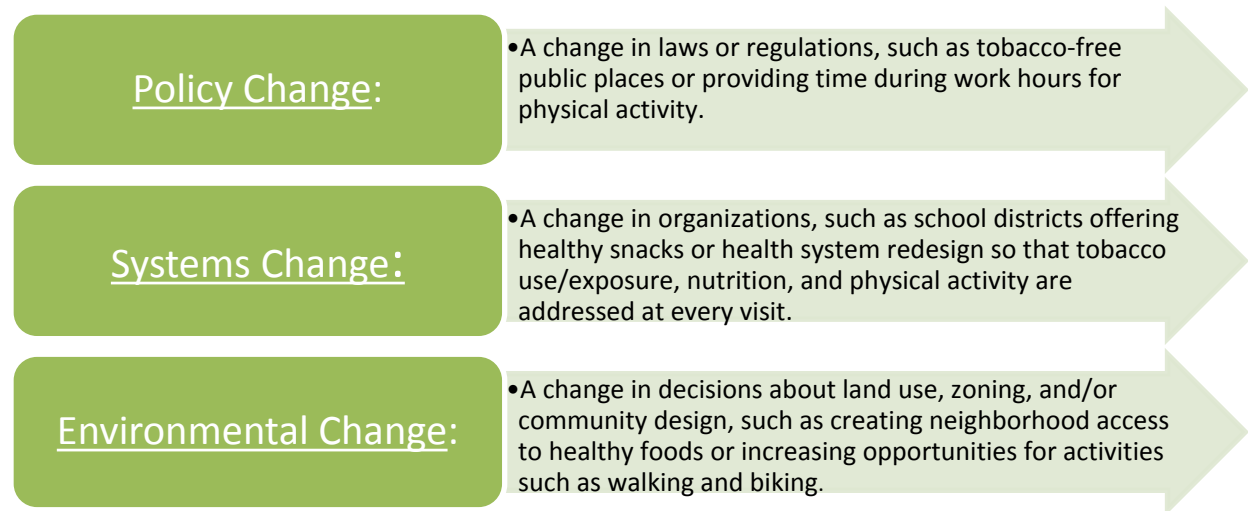 Policy Change:
•A change in laws or regulations, such as tobacco-free
public places or providing time during work hours for
physical activity.
Systems Change:
•A change in organizations, such as school districts offering
healthy snacks or health system redesign so that tobacco
use/exposure, nutrition, and physical activity are
addressed at every visit.
Environmental Change:
•A change in decisions about land use, zoning, and/or
community design, such as creating neighborhood access
to healthy foods or increasing opportunities for activities
such as walking and biking.